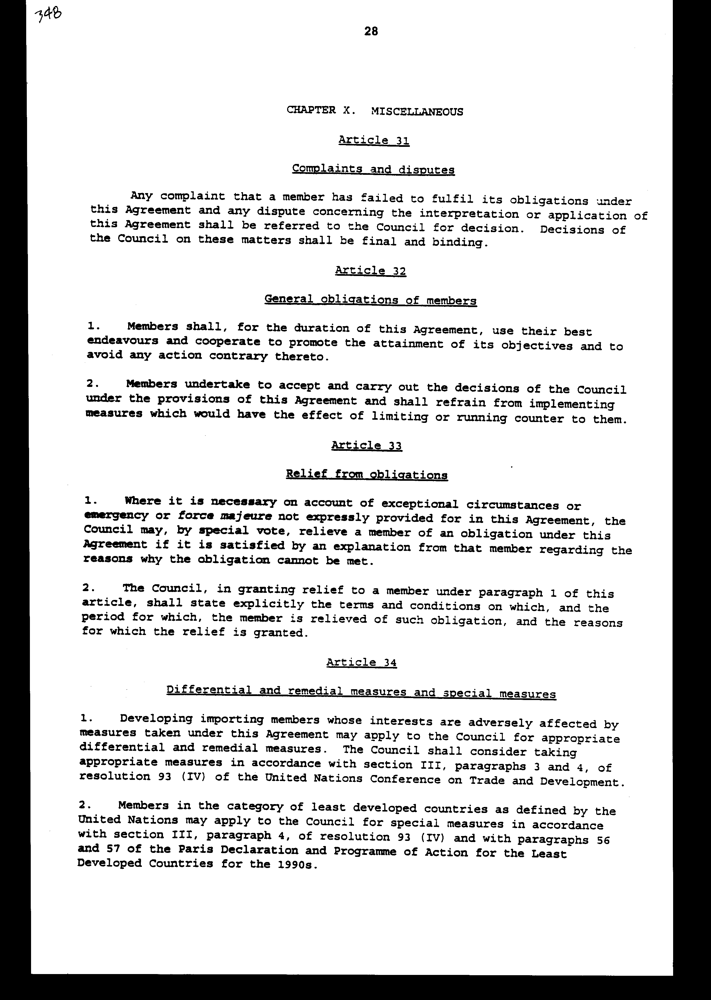 348
28
CHAPTER X. MISCELLANEOUS
Article 31
Complaints and disputes
Any complaint that a member has failed to fulfil its obligations under
this Agreement and any dispute concerning the interpretation or application of
this Agreement shall be referred to the Council for decision. Decisions of
the Council on these matters shall be final and binding.
Article 32
General obligations of members
1. Members shall, for the duration of this Agreement, use their best
endeavours and cooperate to promote the attainment of its objectives and to
avoid any action contrary thereto.
2. Members undertake to accept and carry out the decisions of the Council
under the provisions of this Agreement and shall refrain from implementing
measures which would have the effect of limiting or running counter to them.
Article 33
Relief from obligations
1. Where it is necessary on account of exceptional circumstances or
emergency or force majeure not expressly provided for in this Agreement, the
Council may, by special vote, relieve a member of an obligation under this
Agreement if it is satisfied by an explanation from that member regarding the
reasons why the obligation cannot be met.
2. The Council, in granting relief to a member under paragraph 1 of this
article, shall state explicitly the terms and conditions on which, and the
period for which, the member is relieved of such obligation, and the reasons
for which the relief is granted.
Article 34
Differential and remedial measures and special measures
1. Developing importing members whose interests are adversely affected by
measures taken under this Agreement may apply to the Council for appropriate
differential and remedial measures. The Council shall consider taking
appropriate measures in accordance with section III, paragraphs 3 and 4, of
resolution 93 (IV) of the United Nations Conference on Trade and Development.
2. Members in the category of least developed countries as defined by the
United Nations may apply to the Council for special measures in accordance
with section III, paragraph 4, of resolution 93 (IV) and with paragraphs 56
and 57 of the Paris Declaration and Programme of Action for the Least
Developed Countries for the 1990s.